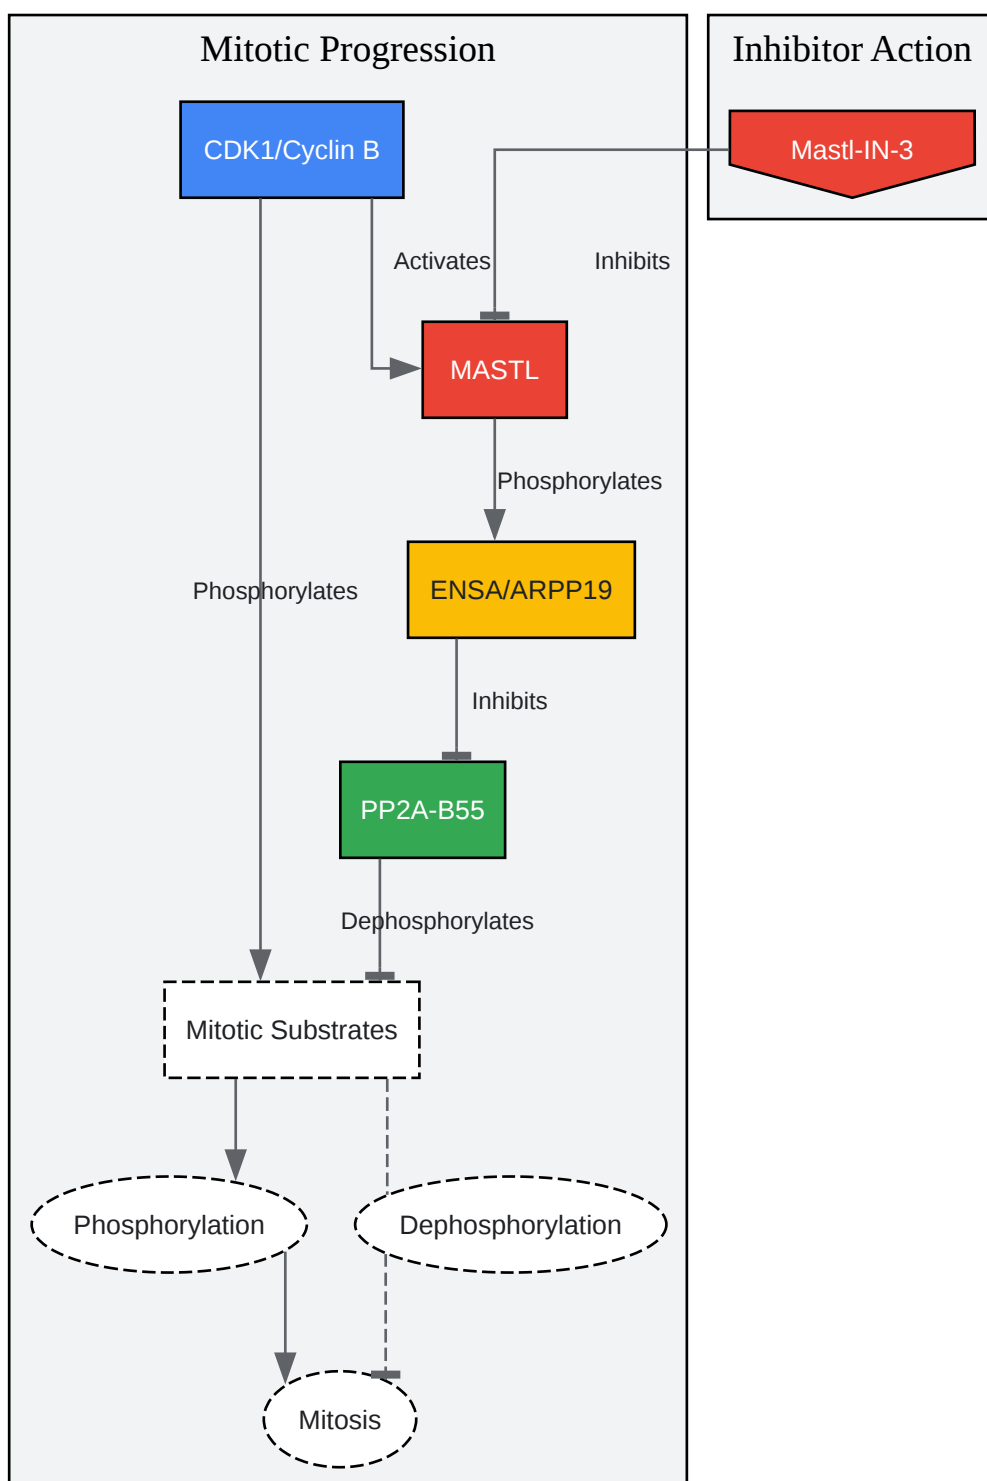 Mitotic Progression
Inhibitor Action
CDK1/Cyclin B
Mastl-IN-3
Activates
Inhibits
MASTL
Phosphorylates
Phosphorylates
ENSA/ARPP19
Inhibits
PP2A-B55
Dephosphorylates
Mitotic Substrates
Phosphorylation
Dephosphorylation
Mitosis